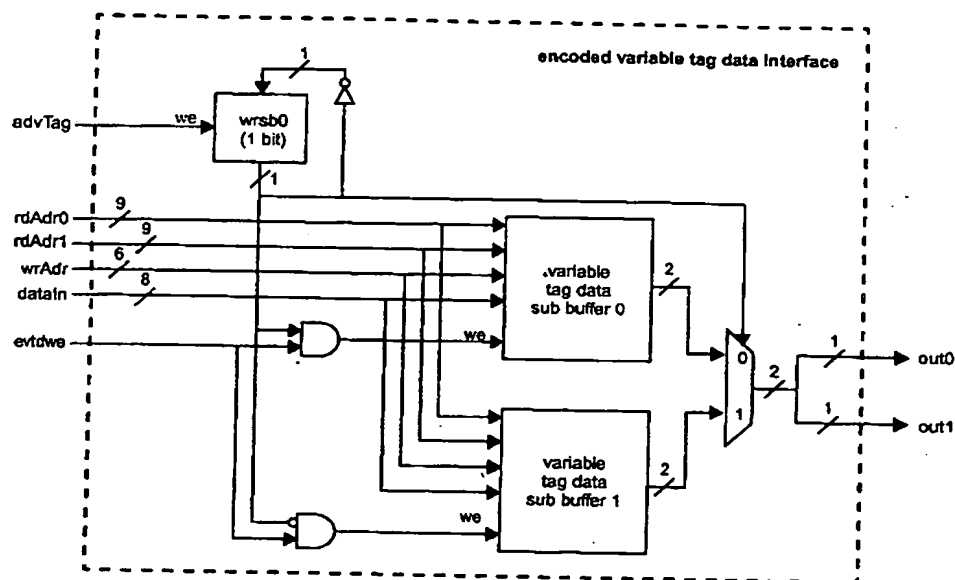 encoded variable tag data interface
1
advTag
we
wrsb0
(1 bit)
1
rdAdr0
9
rdAdr1
9
wrAdr
6
dataIn
8
evtdwe
variable
tag data
sub buffer 0
we
2
0
1
2
1
out0
1
out1
variable
tag data
sub buffer 1
we
2